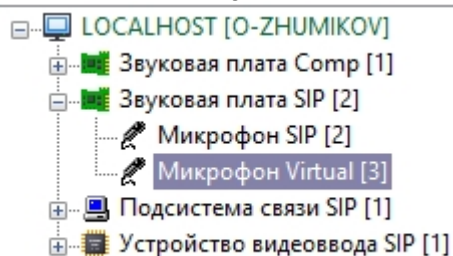 LOCALHOST [O-ZHUMIKOV]
Звуковая плата Comp [1]
Звуковая плата SIP [2]
Микрофон SIP [2]
Микрофон Virtual [3]
Подсистема связи SIP [1]
Устройство видеоввода SIP [1]